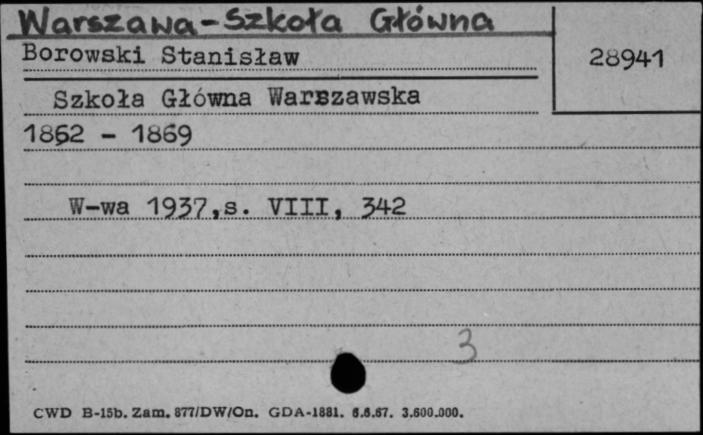 Warszawa-Szkoła Główna
Borowski Stanisław
28941
Szkoła Główna Warszawska
1862 - 1869
W-wa 1937,s. VIII, 342
3
CWD B-15b. Zam. 877/DW/On. GDA-1881. 6.6.67. 3.600.000.